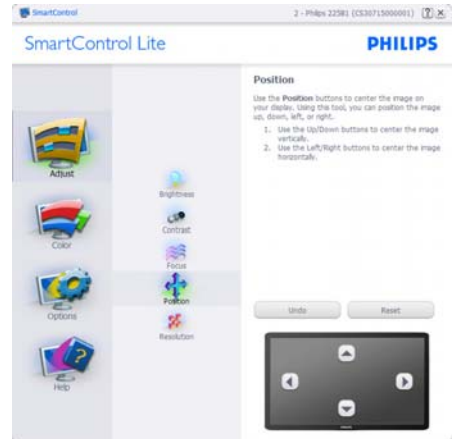 SmartControl
2 - Philips 225B1 (CS30715000001)
SmartControl Lite
PHILIPS
Adjust
Color
Options
Help
Brightness
Contrast
Focus
Position
Resolution
Position
Use the Position buttons to center the image on
your display. Using this tool, you can position the image
up, down, left, or right.
1. Use the Up/Down buttons to center the image
vertically.
2. Use the Left/Right buttons to center the image
horizontally.
Undo
Reset